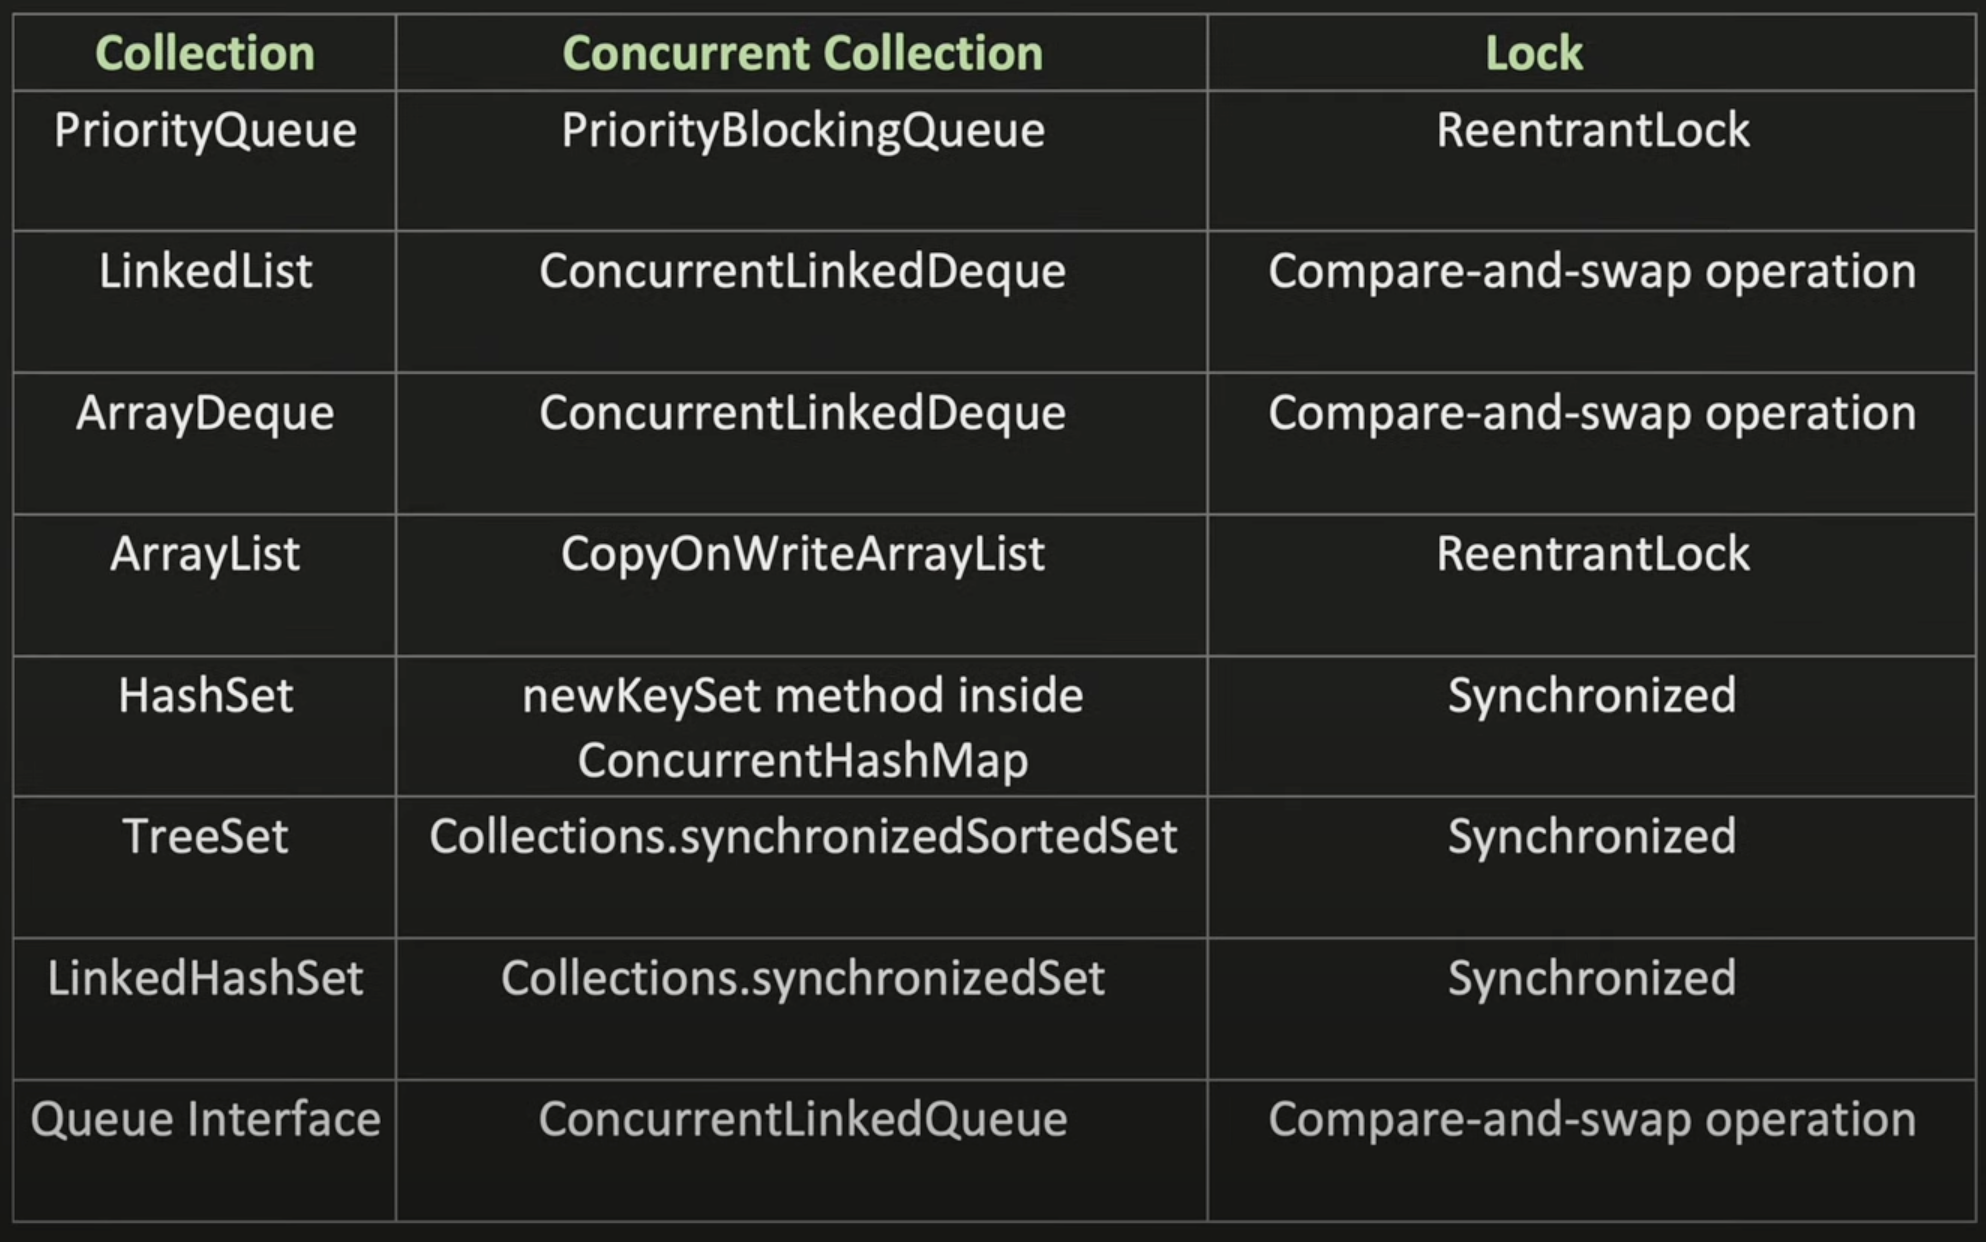 Collection Concurrent Collection Lock
PriorityQueue PriorityBlockingQueue ReentrantLock
LinkedList ConcurrentLinkedDeque Compare-and-swap operation
ArrayDeque ConcurrentLinkedDeque Compare-and-swap operation
ArrayList CopyOnWriteArrayList ReentrantLock
HashSet newKeySet method inside Synchronized
ConcurrentHashMap
TreeSet Collections.synchronizedSortedSet Synchronized
LinkedHashSet Collections.synchronizedSet Synchronized
Queue Interface ConcurrentLinkedQueue Compare-and-swap operation